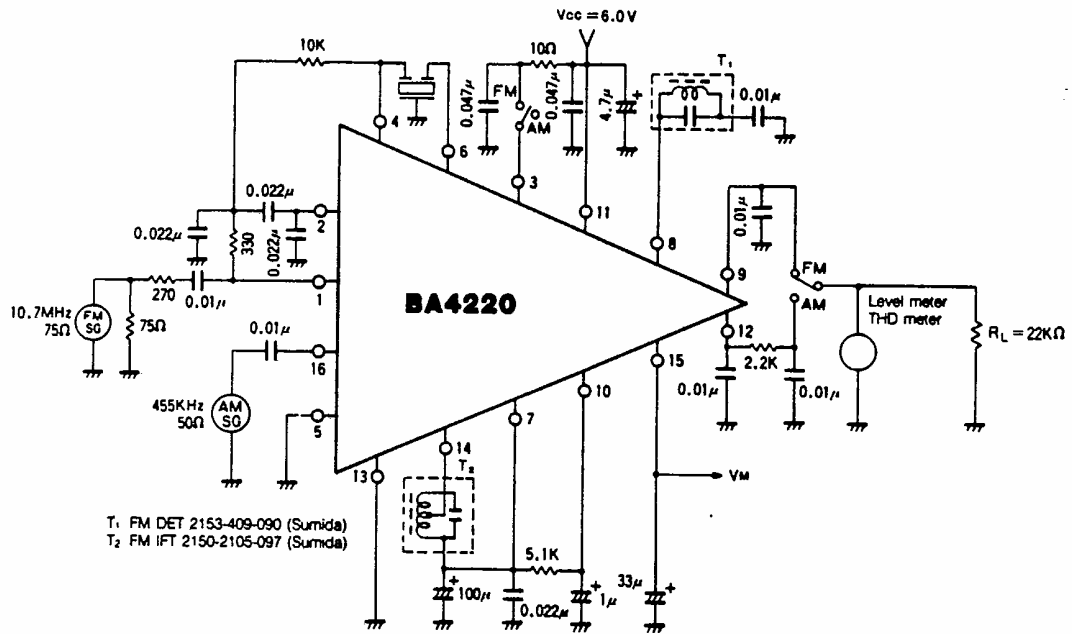 Vcc=6.0V
10K
10Ω
T₁
0.047μ
FM
AM
0.047μ
4.7μ
+
0.01μ
4
6
3
11
8
0.022μ
0.022μ
0.022μ
330
2
0.01μ
9
FM
AM
270
0.01μ
1
10.7MHz
75Ω
FM
SG
75Ω
BA4220
Level meter
THD meter
RL=22KΩ
12
2.2K
0.01μ
0.01μ
0.01μ
16
15
10
455KHz
50Ω
AM
SG
5
7
14
13
T₂
VM
T₁ FM DET 2153-409-090 (Sumida)
T₂ FM IFT 2150-2105-097 (Sumida)
5.1K
+
100μ
0.022μ
+
1μ
33μ
+